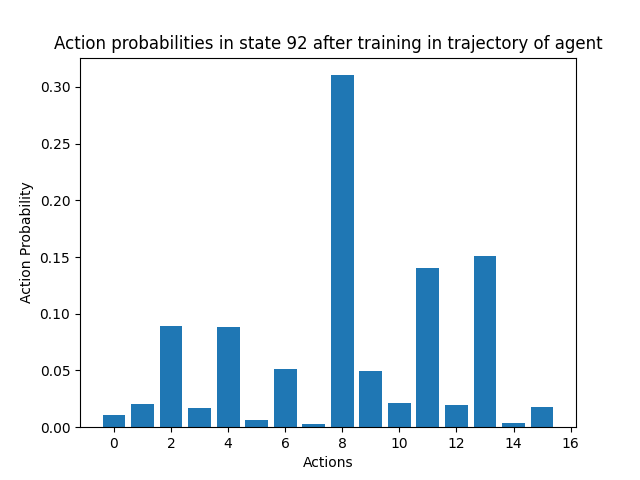 Action probabilities in state 92 after training in trajectory of agent
0.30
0.25
0.20
0.15
0.10
0.05
0.00
Action Probability
0 2 4 6 8 10 12 14 16
Actions